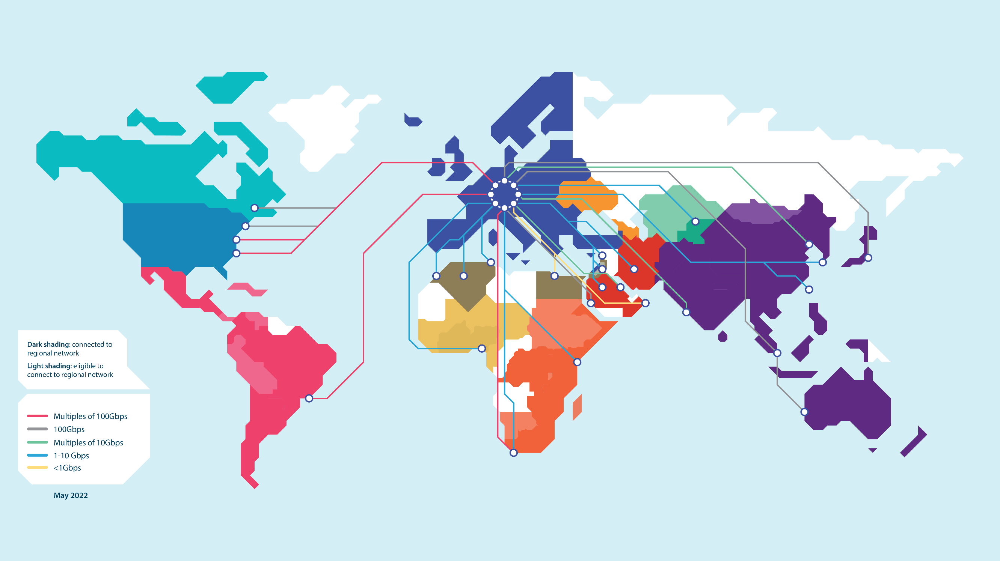 Dark shading: connected to
regional network
Light shading: eligible to
connect to regional network
Multiples of 100Gbps
100Gbps
Multiples of 10Gbps
1-10 Gbps
<1Gbps
May 2022